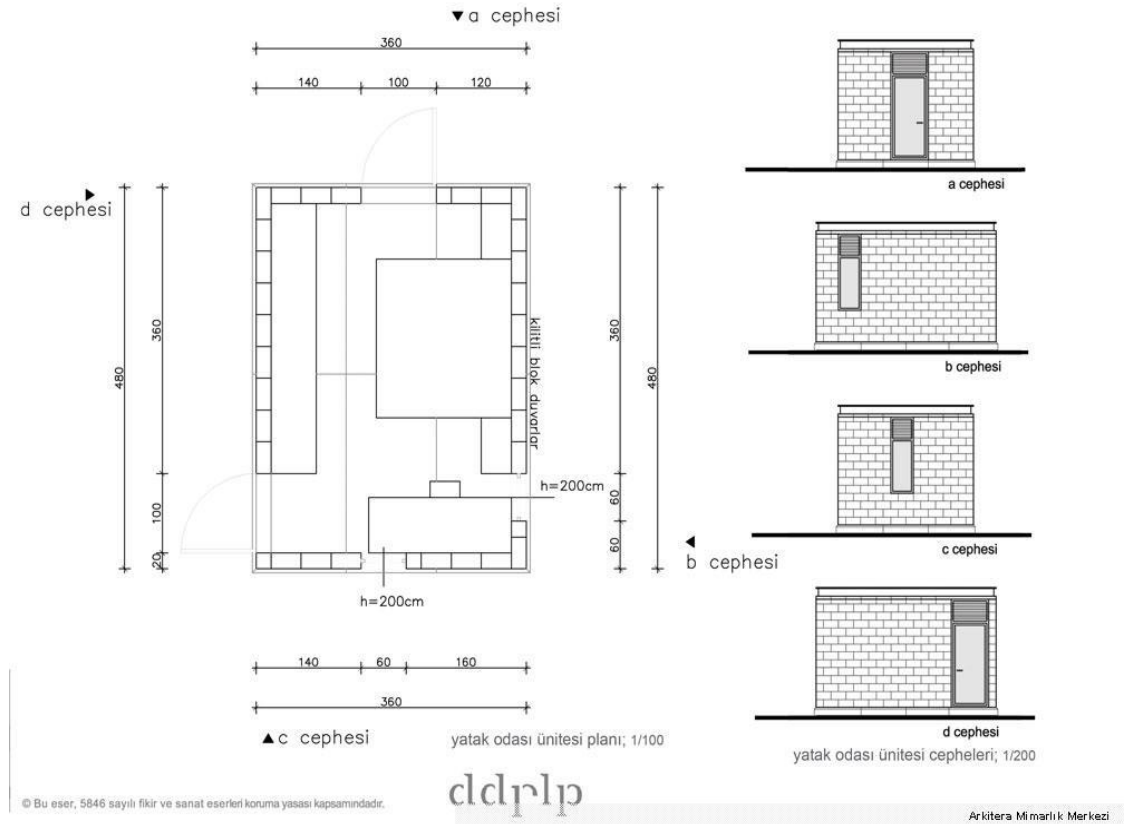 ▼a cephesi
360
140 100 120
d cephesi
480
360
100
20
kilitli blok duvarlar
360
60
60
480
h=200cm
h=200cm
b cephesi
140 60 160
360
▲c cephesi
yatak odası ünitesi planı; 1/100
a cephesi
b cephesi
c cephesi
d cephesi
yatak odası ünitesi cepheleri; 1/200
© Bu eser, 5846 sayılı fikir ve sanat eserleri koruma yasası kapsamındadır.
ddrlp
Arkitera Mimarlık Merkezi